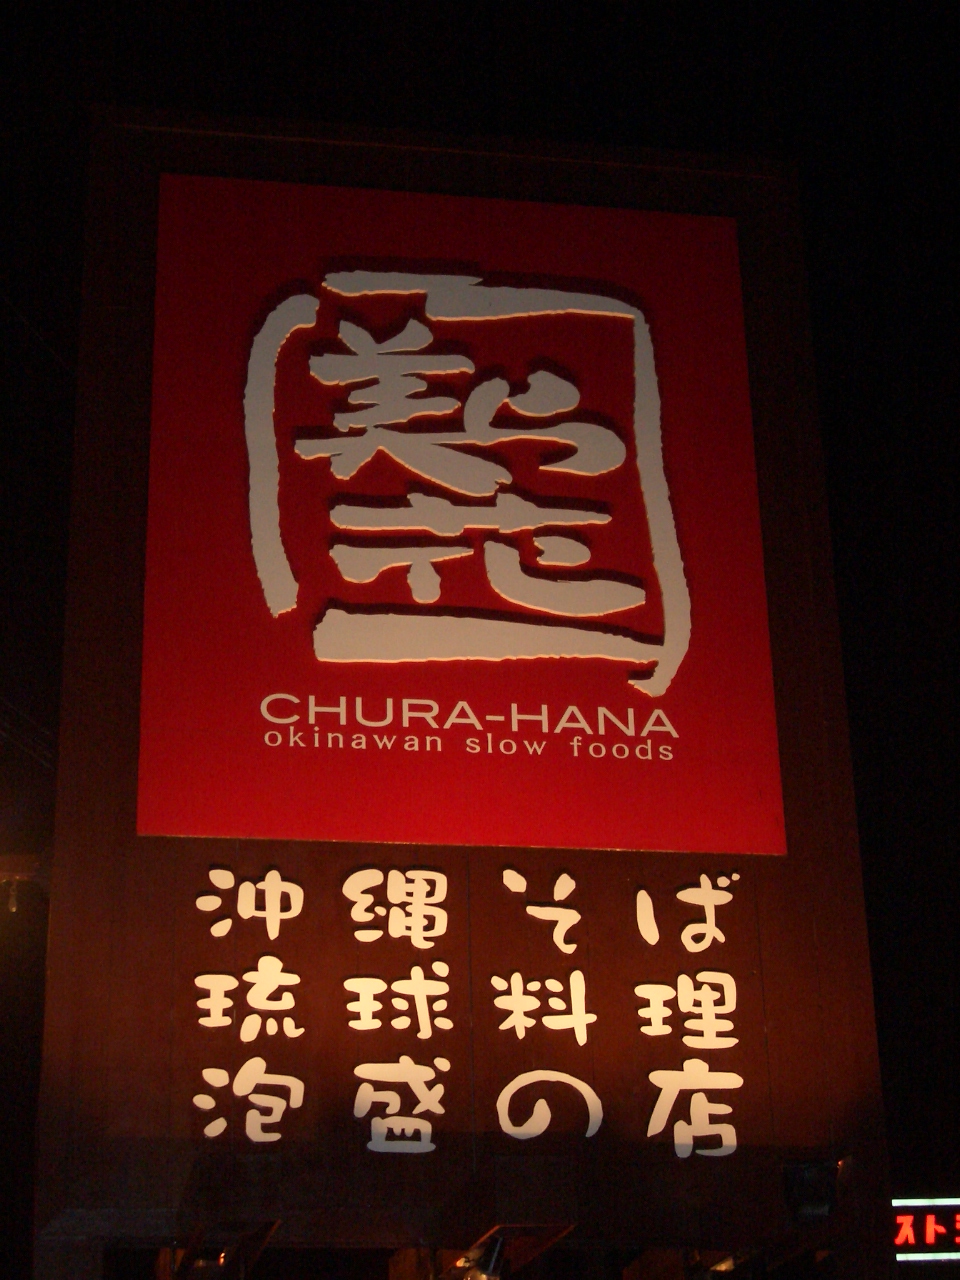 美ら
花
CHURA-HANA
okinawan slow foods
沖縄そば
琉球料理
泡盛の店
スト